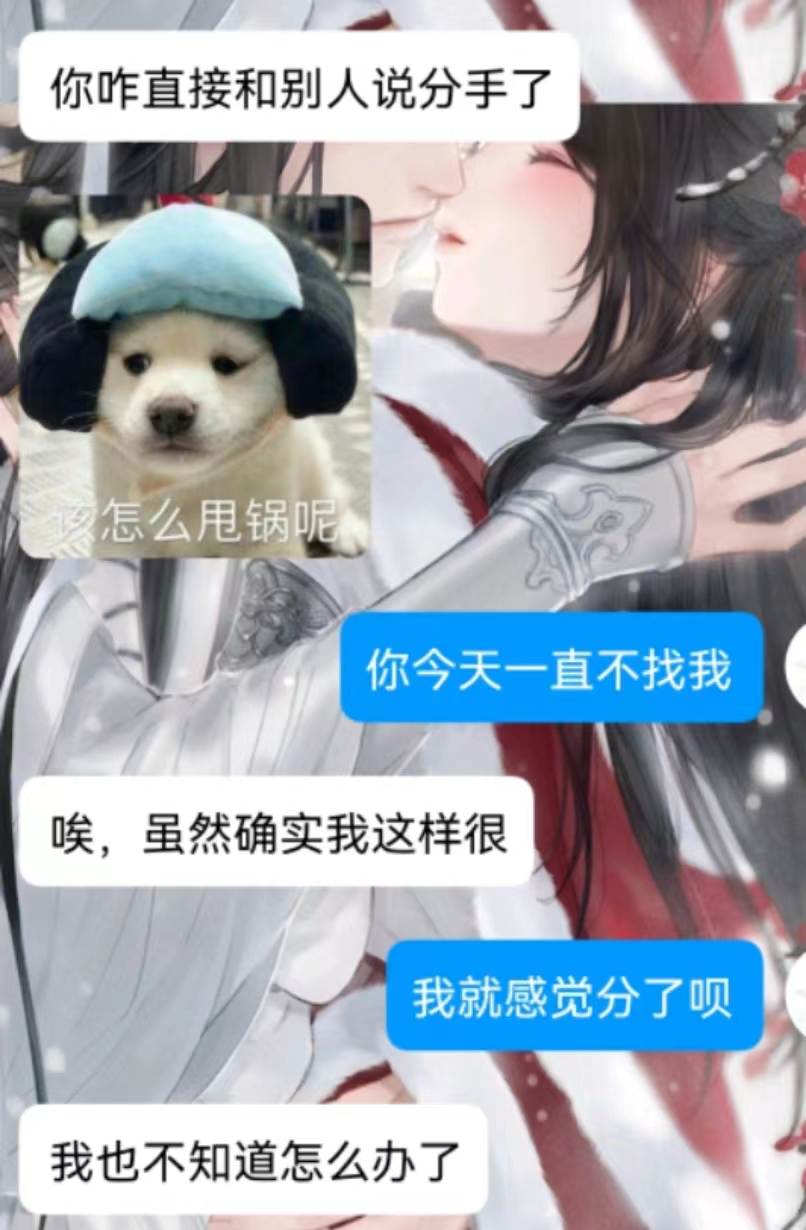 你咋直接和别人说分手了
该怎么甩锅呢
你今天一直不找我
唉，虽然确实我这样很
我就感觉分了呗
我也不知道怎么办了